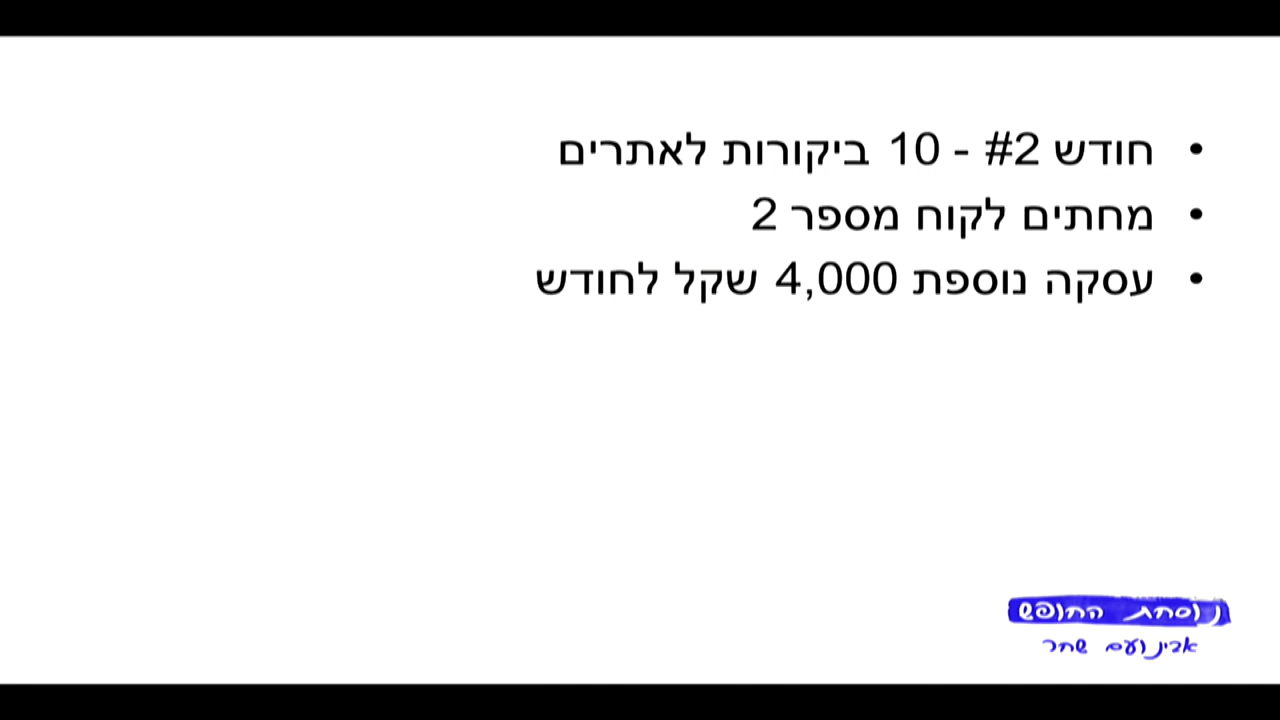 • חודש #2 - 10 ביקורות לאתרים
• מחתים לקוח מספר 2
• עסקה נוספת 4,000 שקל לחודש
נוסחת החופש
אבינועם שחר